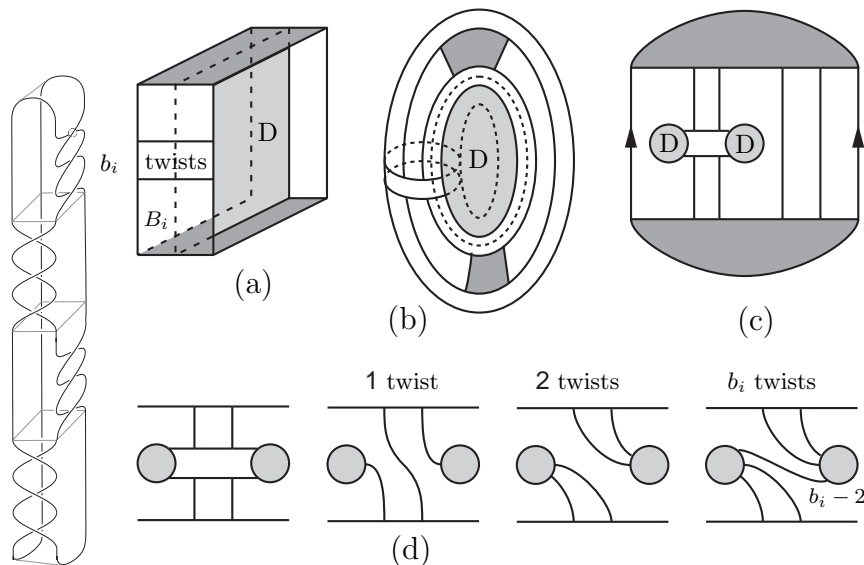 b_i
D
twists
B_i
(a)
D
(b)
D
D
(c)
1 twist
2 twists
b_i twists
b_i − 2
(d)